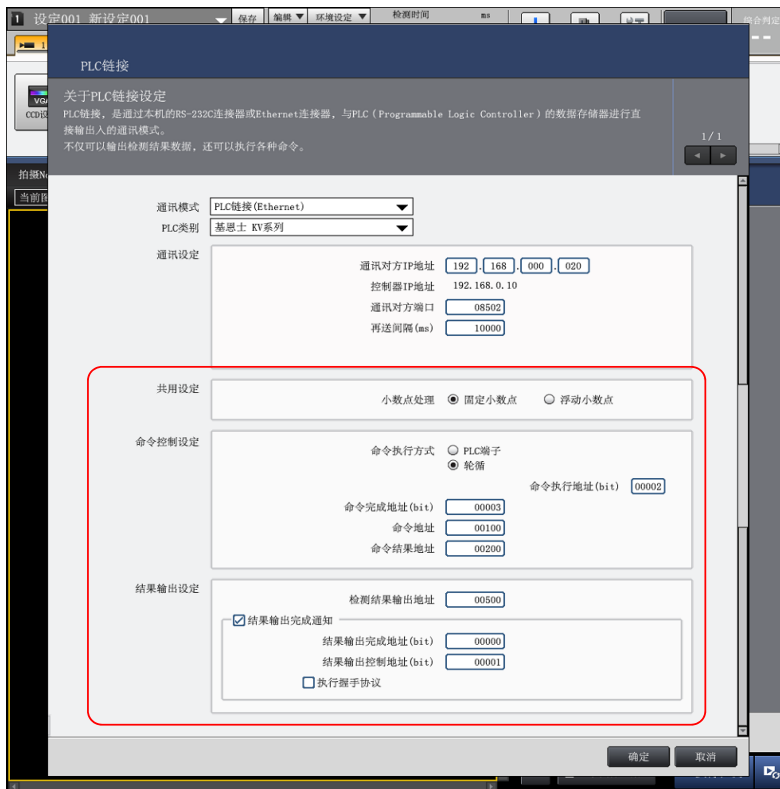 1 设定001 新设定001 保存 编辑 环境设定 检测时间 ms 综合判定
1
PLC链接
关于PLC链接设定
PLC链接，是通过本机的RS-232C连接器或Ethernet连接器，与PLC（Programmable Logic Controller）的数据存储器进行直
接输出入的通讯模式。
不仅可以输出检测结果数据，还可以执行各种命令。
1/1
VGA
拍摄No
通讯模式 PLC链接(Ethernet)
PLC类别 基恩士 KV系列
通讯设定
通讯对方IP地址 192.168.000.020
控制器IP地址 192.168.0.10
通讯对方端口 08502
再送间隔(ms) 10000
共用设定
小数点处理 固定小数点 浮动小数点
命令控制设定
命令执行方式 PLC端子
轮循
命令执行地址(bit) 00002
命令完成地址(bit) 00003
命令地址 00100
命令结果地址 00200
结果输出设定
检测结果输出地址 00500
结果输出完成通知
结果输出完成地址(bit) 00000
结果输出控制地址(bit) 00001
执行握手协议
确定 取消